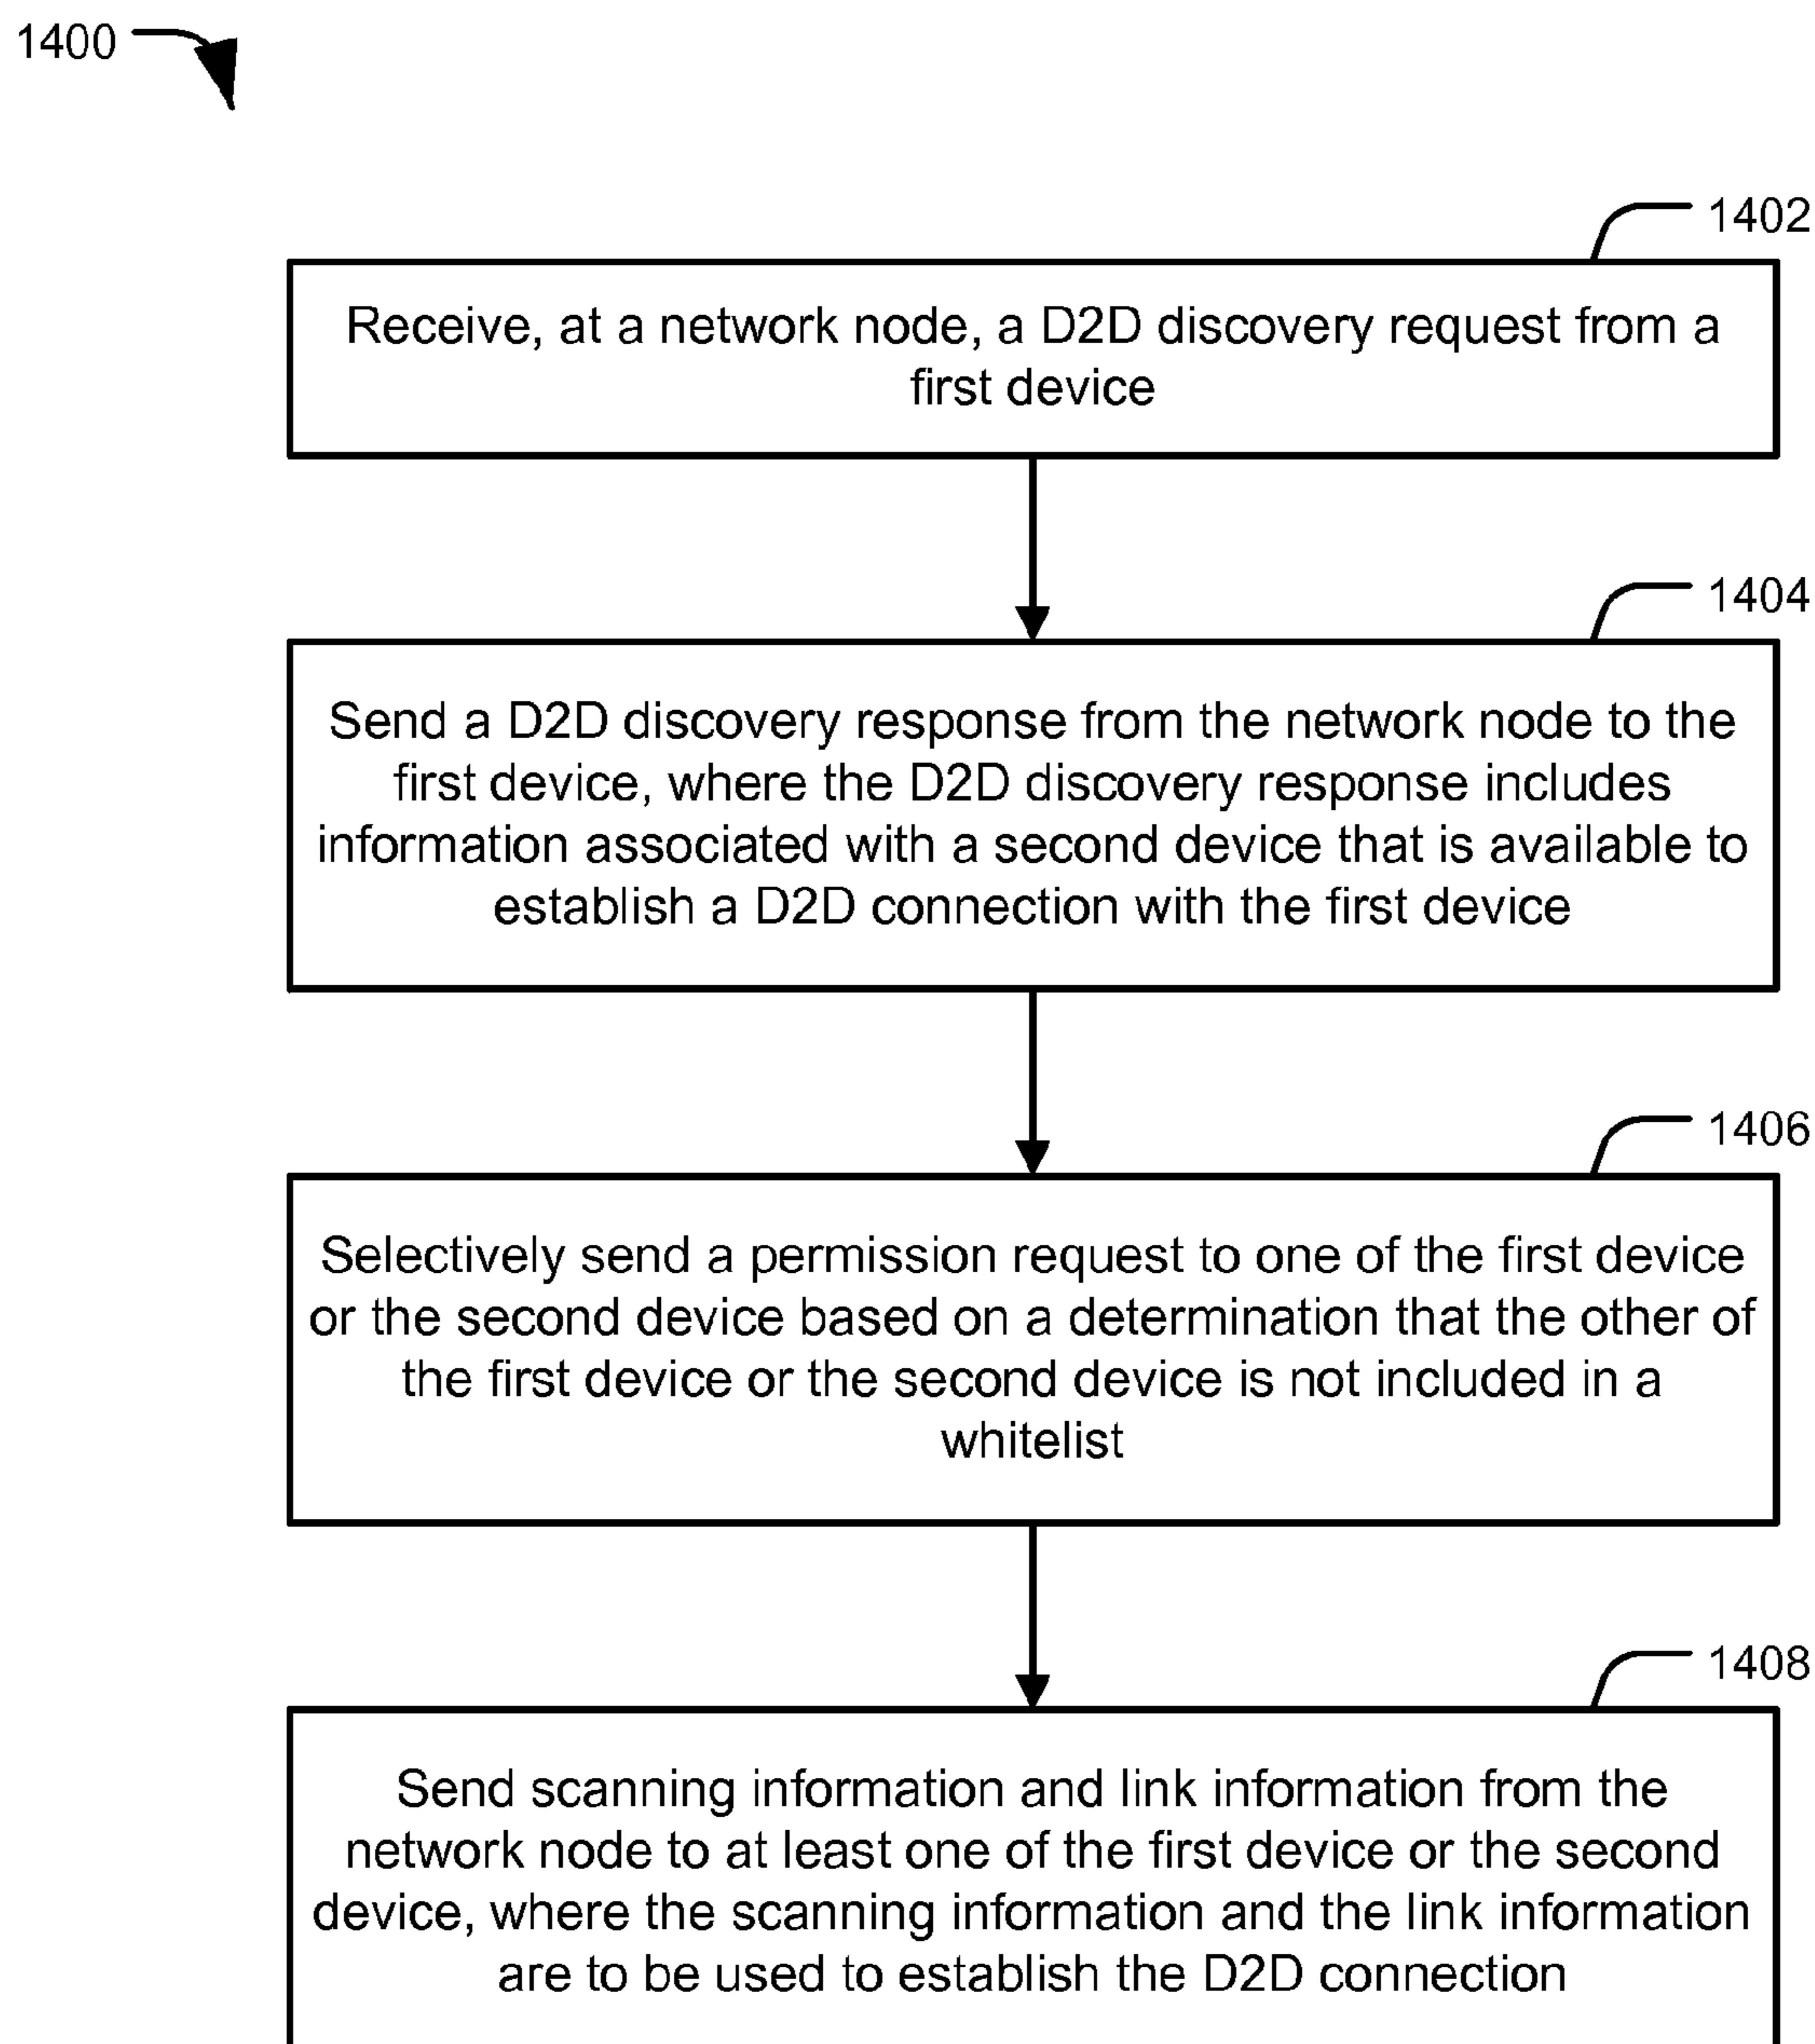 1400
1402
Receive, at a network node, a D2D discovery request from a
first device
1404
Send a D2D discovery response from the network node to the
first device, where the D2D discovery response includes
information associated with a second device that is available to
establish a D2D connection with the first device
1406
Selectively send a permission request to one of the first device
or the second device based on a determination that the other of
the first device or the second device is not included in a
whitelist
1408
Send scanning information and link information from the
network node to at least one of the first device or the second
device, where the scanning information and the link information
are to be used to establish the D2D connection